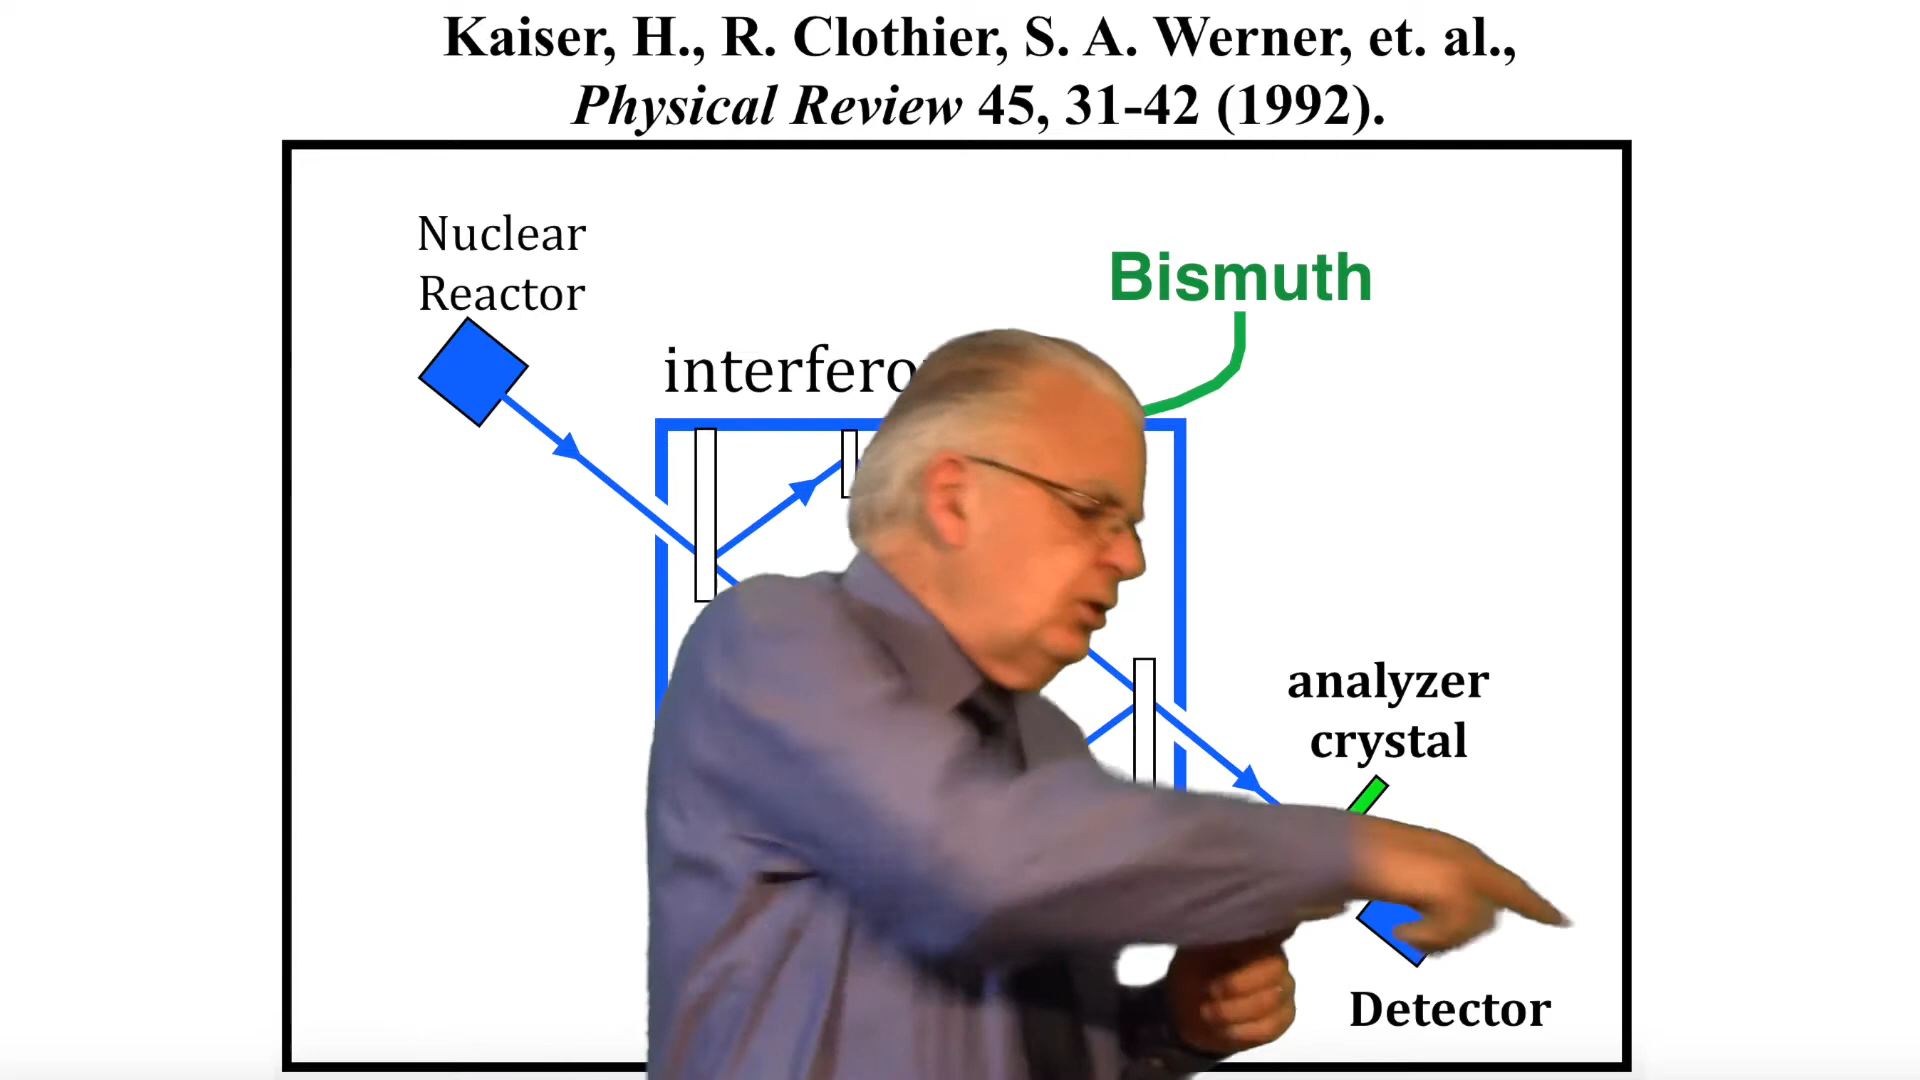 Kaiser, H., R. Clothier, S. A. Werner, et. al.,
Physical Review 45, 31-42 (1992).
Nuclear
Reactor
Bismuth
analyzer
crystal
Detector